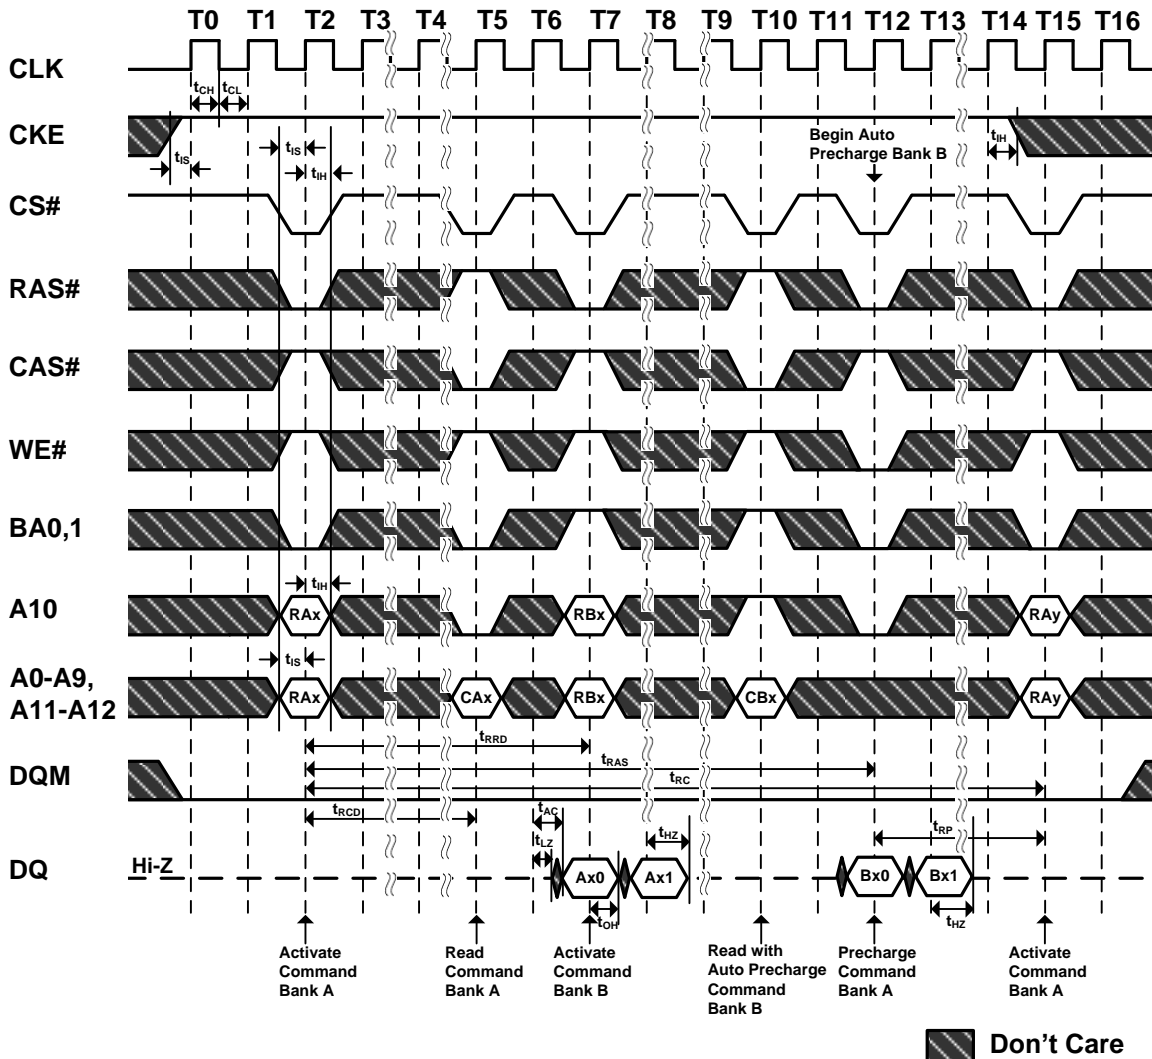 T0 T1 T2 T3 T4 T5 T6 T7 T8 T9 T10 T11 T12 T13 T14 T15 T16
CLK
tCH tCL
CKE
tIS
tIS
tIH
Begin Auto
Precharge Bank B
tIH
CS#
RAS#
CAS#
WE#
BA0,1
tIH
A10
RAx RBx RAy
tIS
A0-A9,
A11-A12
RAx CAx RBx CBx RAy
tRRD
tRAS
tRC
DQM
tRCD
tAC
tLZ
tHZ
tRP
DQ
Hi-Z
Ax0 Ax1 Bx0 Bx1
tOH
tHZ
Activate
Command
Bank A
Read
Command
Bank A
Activate
Command
Bank B
Read with
Auto Precharge
Command
Bank B
Precharge
Command
Bank A
Activate
Command
Bank A
Don't Care